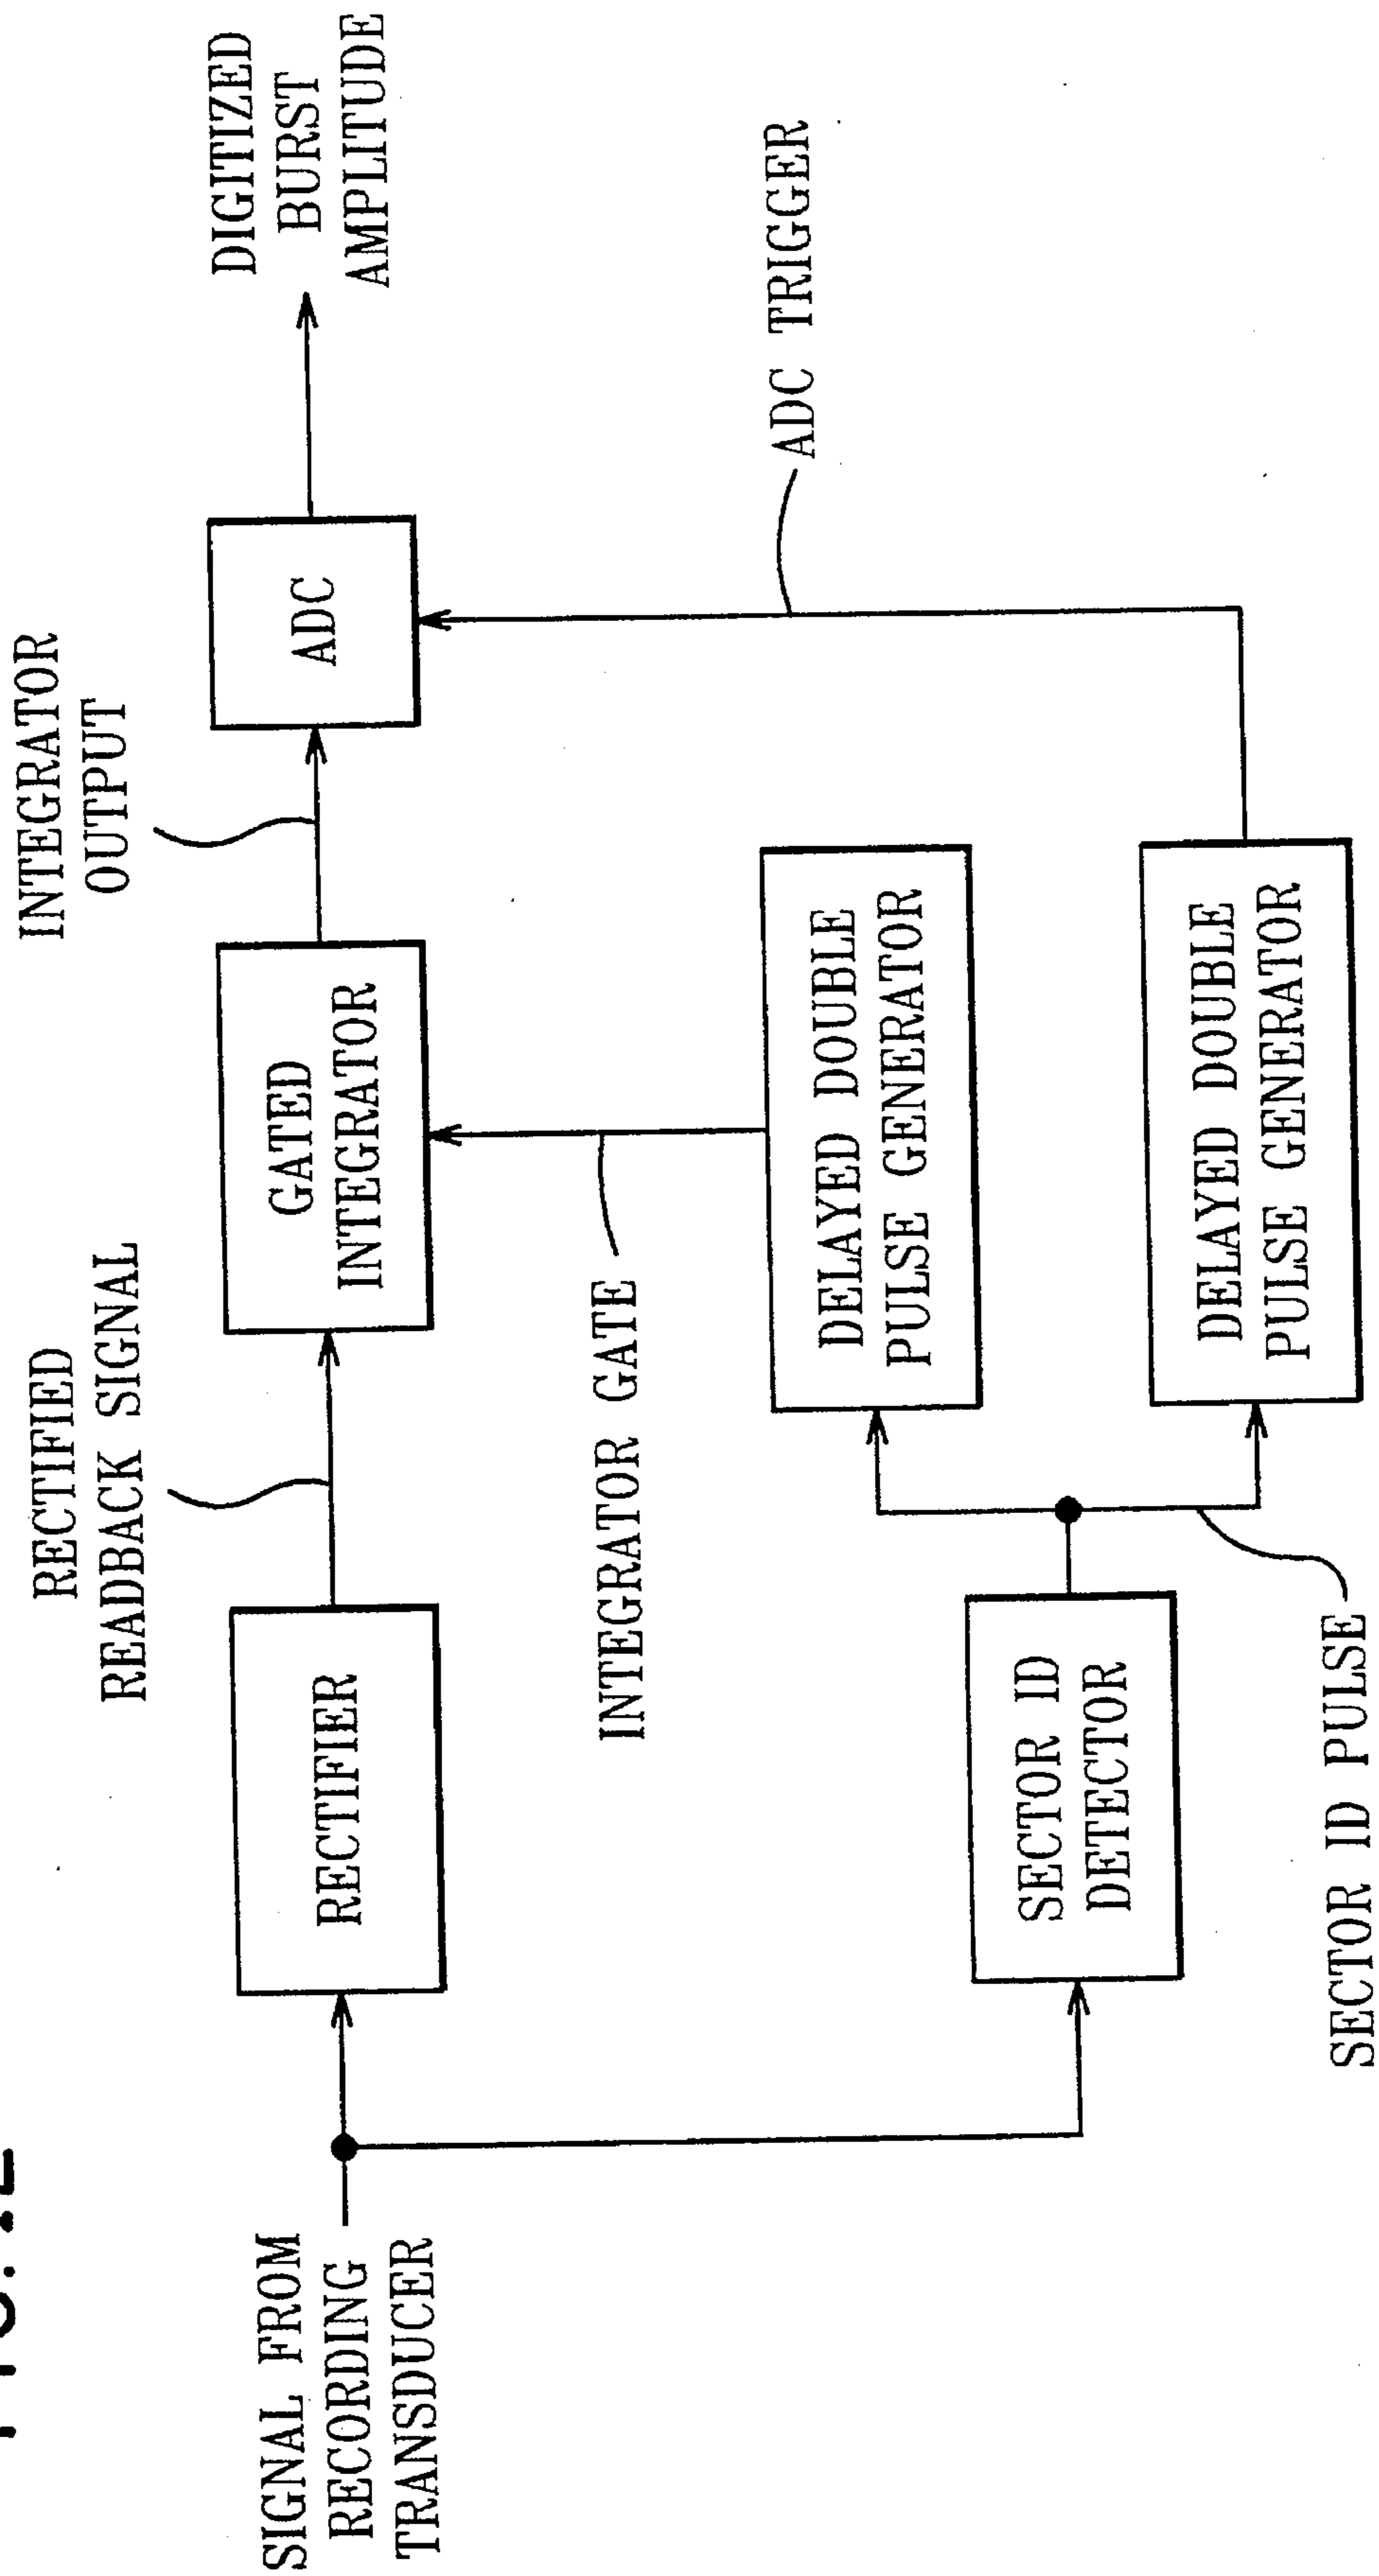 SIGNAL FROM
RECORDING
TRANSDUCER
RECTIFIER
RECTIFIED
READBACK SIGNAL
GATED
INTEGRATOR
INTEGRATOR
OUTPUT
ADC
DIGITIZED
BURST
AMPLITUDE
INTEGRATOR GATE
ADC TRIGGER
DELAYED DOUBLE
PULSE GENERATOR
SECTOR ID
DETECTOR
DELAYED DOUBLE
PULSE GENERATOR
SECTOR ID PULSE